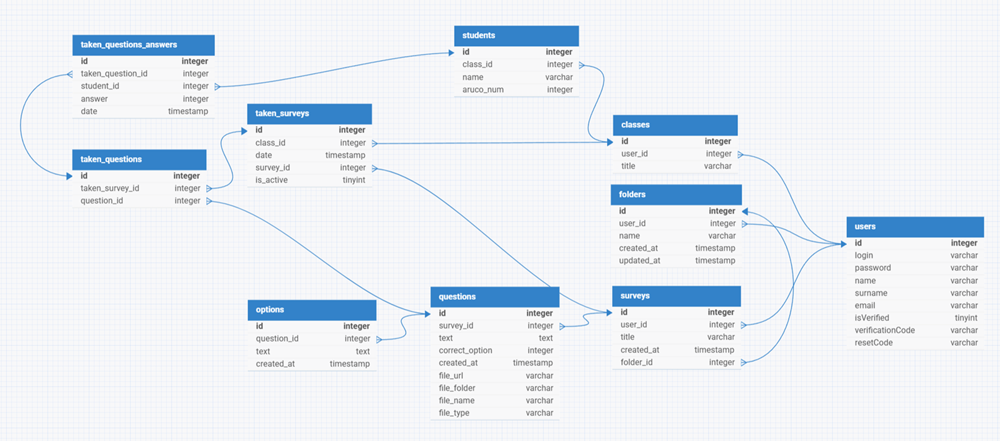 taken_questions_answers
id integer
taken_question_id integer
student_id integer
answer integer
date timestamp
students
id integer
class_id integer
name varchar
aruco_num integer
taken_surveys
id integer
class_id integer
date timestamp
survey_id integer
is_active tinyint
classes
id integer
user_id integer
title varchar
taken_questions
id integer
taken_survey_id integer
question_id integer
folders
id integer
user_id integer
name varchar
created_at timestamp
updated_at timestamp
users
id integer
login varchar
password varchar
name varchar
surname varchar
email varchar
isVerified tinyint
verificationCode varchar
resetCode varchar
options
id integer
question_id integer
text text
created_at timestamp
questions
id integer
survey_id integer
text text
correct_option integer
created_at timestamp
file_url varchar
file_folder varchar
file_name varchar
file_type varchar
surveys
id integer
user_id integer
title varchar
created_at timestamp
folder_id integer